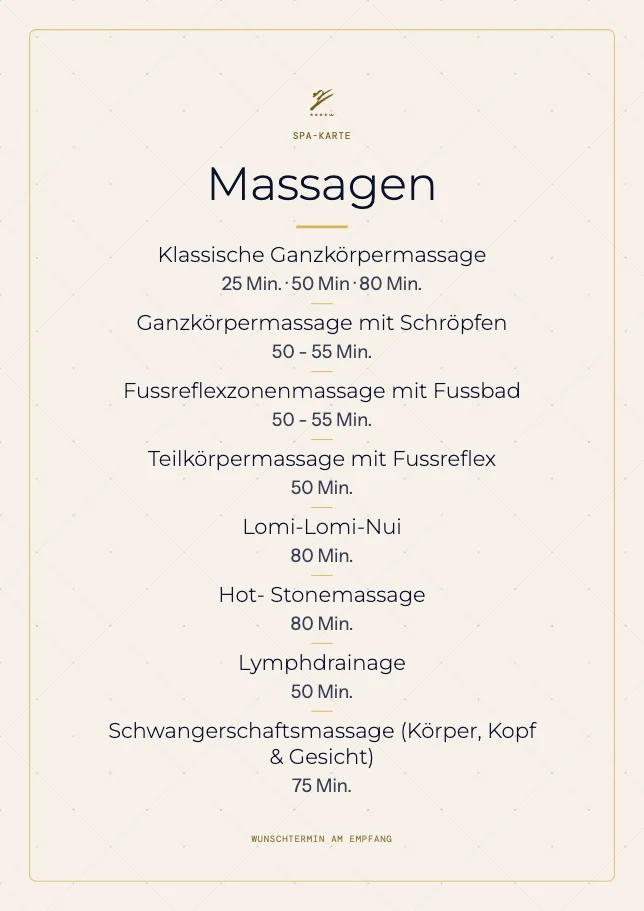 SPA-KARTE
Massagen
Klassische Ganzkörpermassage
25 Min. · 50 Min · 80 Min.
Ganzkörpermassage mit Schröpfen
50 - 55 Min.
Fussreflexzonenmassage mit Fussbad
50 - 55 Min.
Teilkörpermassage mit Fussreflex
50 Min.
Lomi-Lomi-Nui
80 Min.
Hot- Stonemassage
80 Min.
Lymphdrainage
50 Min.
Schwangerschaftsmassage (Körper, Kopf
& Gesicht)
75 Min.
WUNSCHTERMIN AM EMPFANG